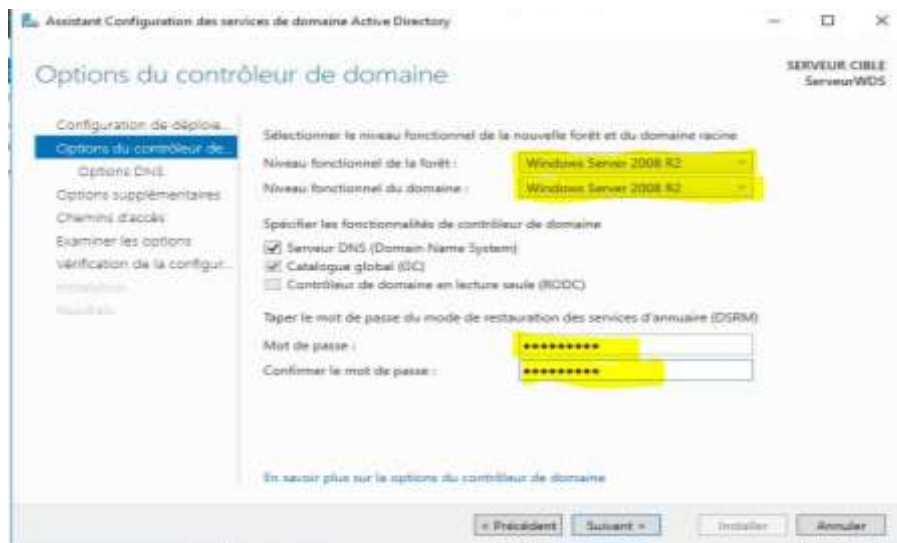 Assistant Configuration des services de domaine Active Directory
Options du contrôleur de domaine
SERVEUR CIBLE
ServeurWDS
Configuration de déploie...
Options du contrôleur de...
Options DNS
Options supplémentaires
Chemins d'accès
Examiner les options
Vérification de la configur...
Installation
Résultats
Sélectionner le niveau fonctionnel de la nouvelle forêt et du domaine racine
Niveau fonctionnel de la forêt :
Windows Server 2008 R2
Niveau fonctionnel du domaine :
Windows Server 2008 R2
Spécifier les fonctionnalités de contrôleur de domaine
Serveur DNS (Domain Name System)
Catalogue global (GC)
Contrôleur de domaine en lecture seule (RODC)
Taper le mot de passe du mode de restauration des services d'annuaire (DSRM)
Mot de passe :
•••••••••
Confirmer le mot de passe :
•••••••••
En savoir plus sur la options du contrôleur de domaine
< Précédent
Suivant >
Installer
Annuler